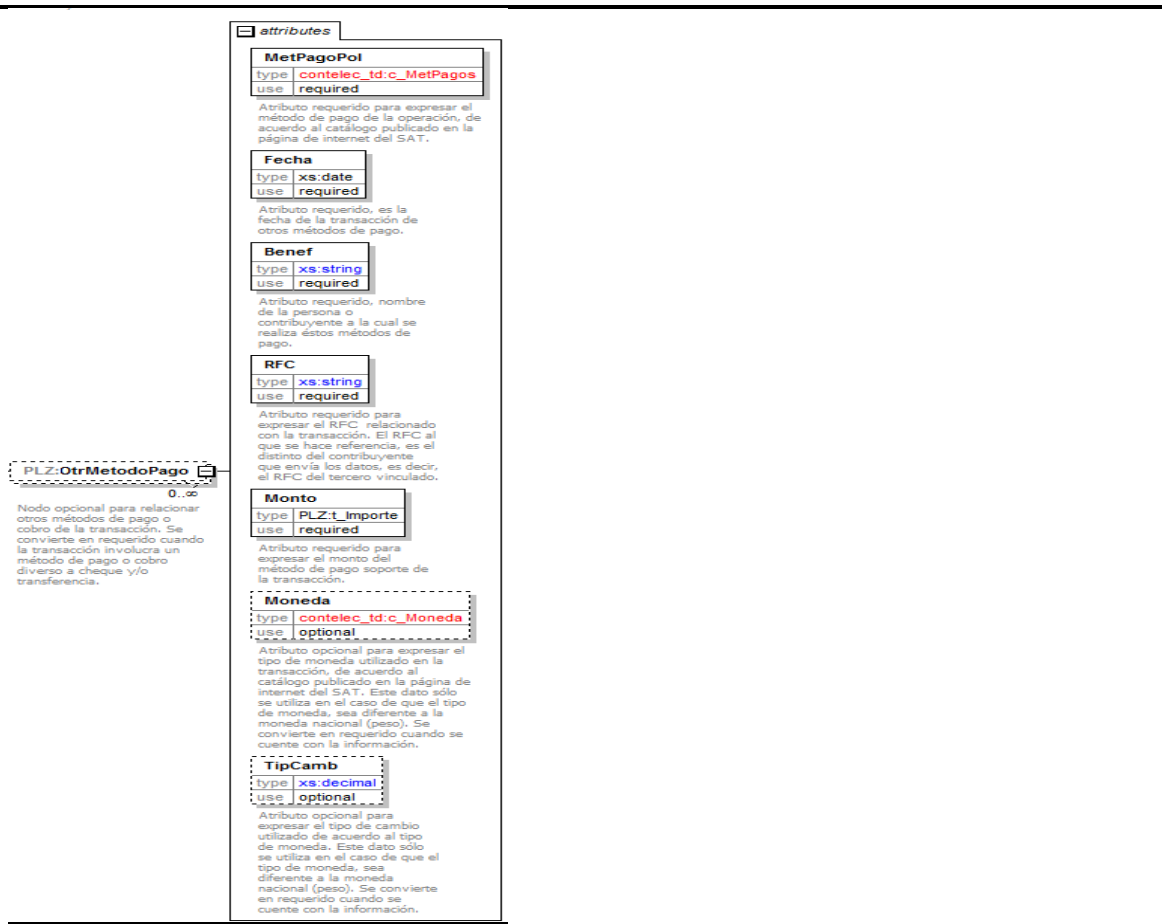 attributes
MetPagoPol
type contelec_td:c_MetPagos
use required
Atributo requerido para expresar el
método de pago de la operación, de
acuerdo al catálogo publicado en la
página de internet del SAT.
Fecha
type xs:date
use required
Atributo requerido, es la
fecha de la transacción de
otros métodos de pago.
Benef
type xs:string
use required
Atributo requerido, nombre
de la persona o
contribuyente a la cual se
realiza éstos métodos de
pago.
RFC
type xs:string
use required
Atributo requerido para
expresar el RFC relacionado
con la transacción. El RFC al
que se hace referencia, es el
distinto del contribuyente
que envía los datos, es decir,
el RFC del tercero vinculado.
PLZ:OtrMetodoPago
0..∞
Nodo opcional para relacionar
otros métodos de pago o
cobro de la transacción. Se
convierte en requerido cuando
la transacción involucra un
método de pago o cobro
diverso a cheque y/o
transferencia.
Monto
type PLZ:t_Importe
use required
Atributo requerido para
expresar el monto del
método de pago soporte de
la transacción.
Moneda
type contelec_td:c_Moneda
use optional
Atributo opcional para expresar el
tipo de moneda utilizado en la
transacción, de acuerdo al
catálogo publicado en la página de
internet del SAT. Este dato sólo
se utiliza en el caso de que el tipo
de moneda, sea diferente a la
moneda nacional (peso). Se
convierte en requerido cuando se
cuente con la información.
TipCamb
type xs:decimal
use optional
Atributo opcional para
expresar el tipo de cambio
utilizado de acuerdo al tipo
de moneda. Este dato sólo
se utiliza en el caso de que el
tipo de moneda, sea
diferente a la moneda
nacional (peso). Se convierte
en requerido cuando se
cuente con la información.